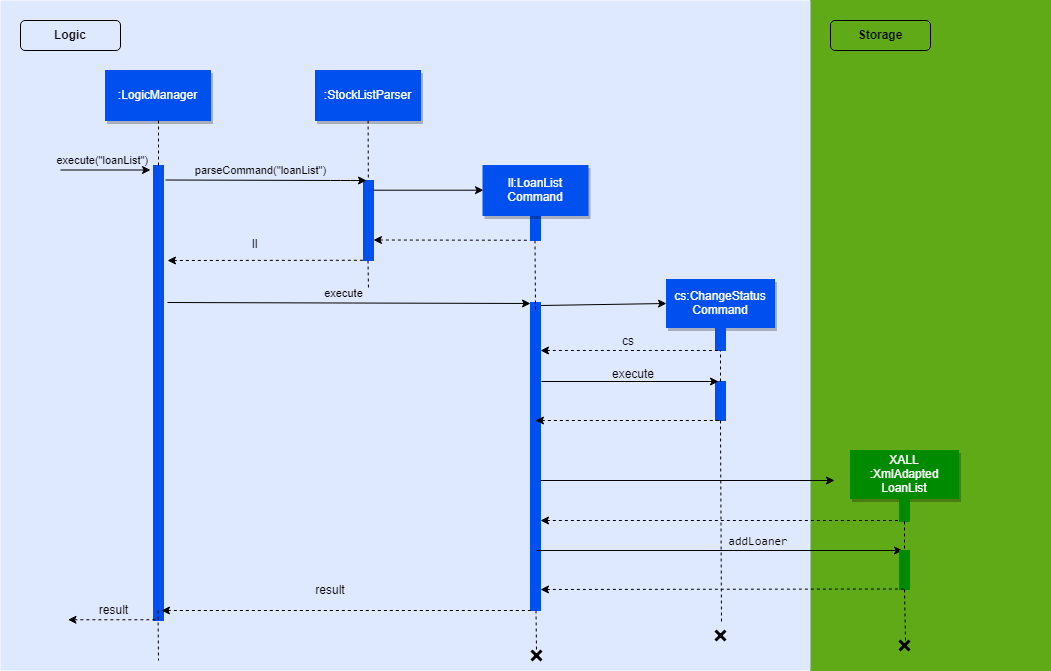 Logic
Storage
:LogicManager
:StockListParser
execute("loanList")
parseCommand("loanList")
ll:LoanList
Command
ll
execute
cs:ChangeStatus
Command
cs
execute
XALL
:XmlAdapted
LoanList
addLoaner
result
result